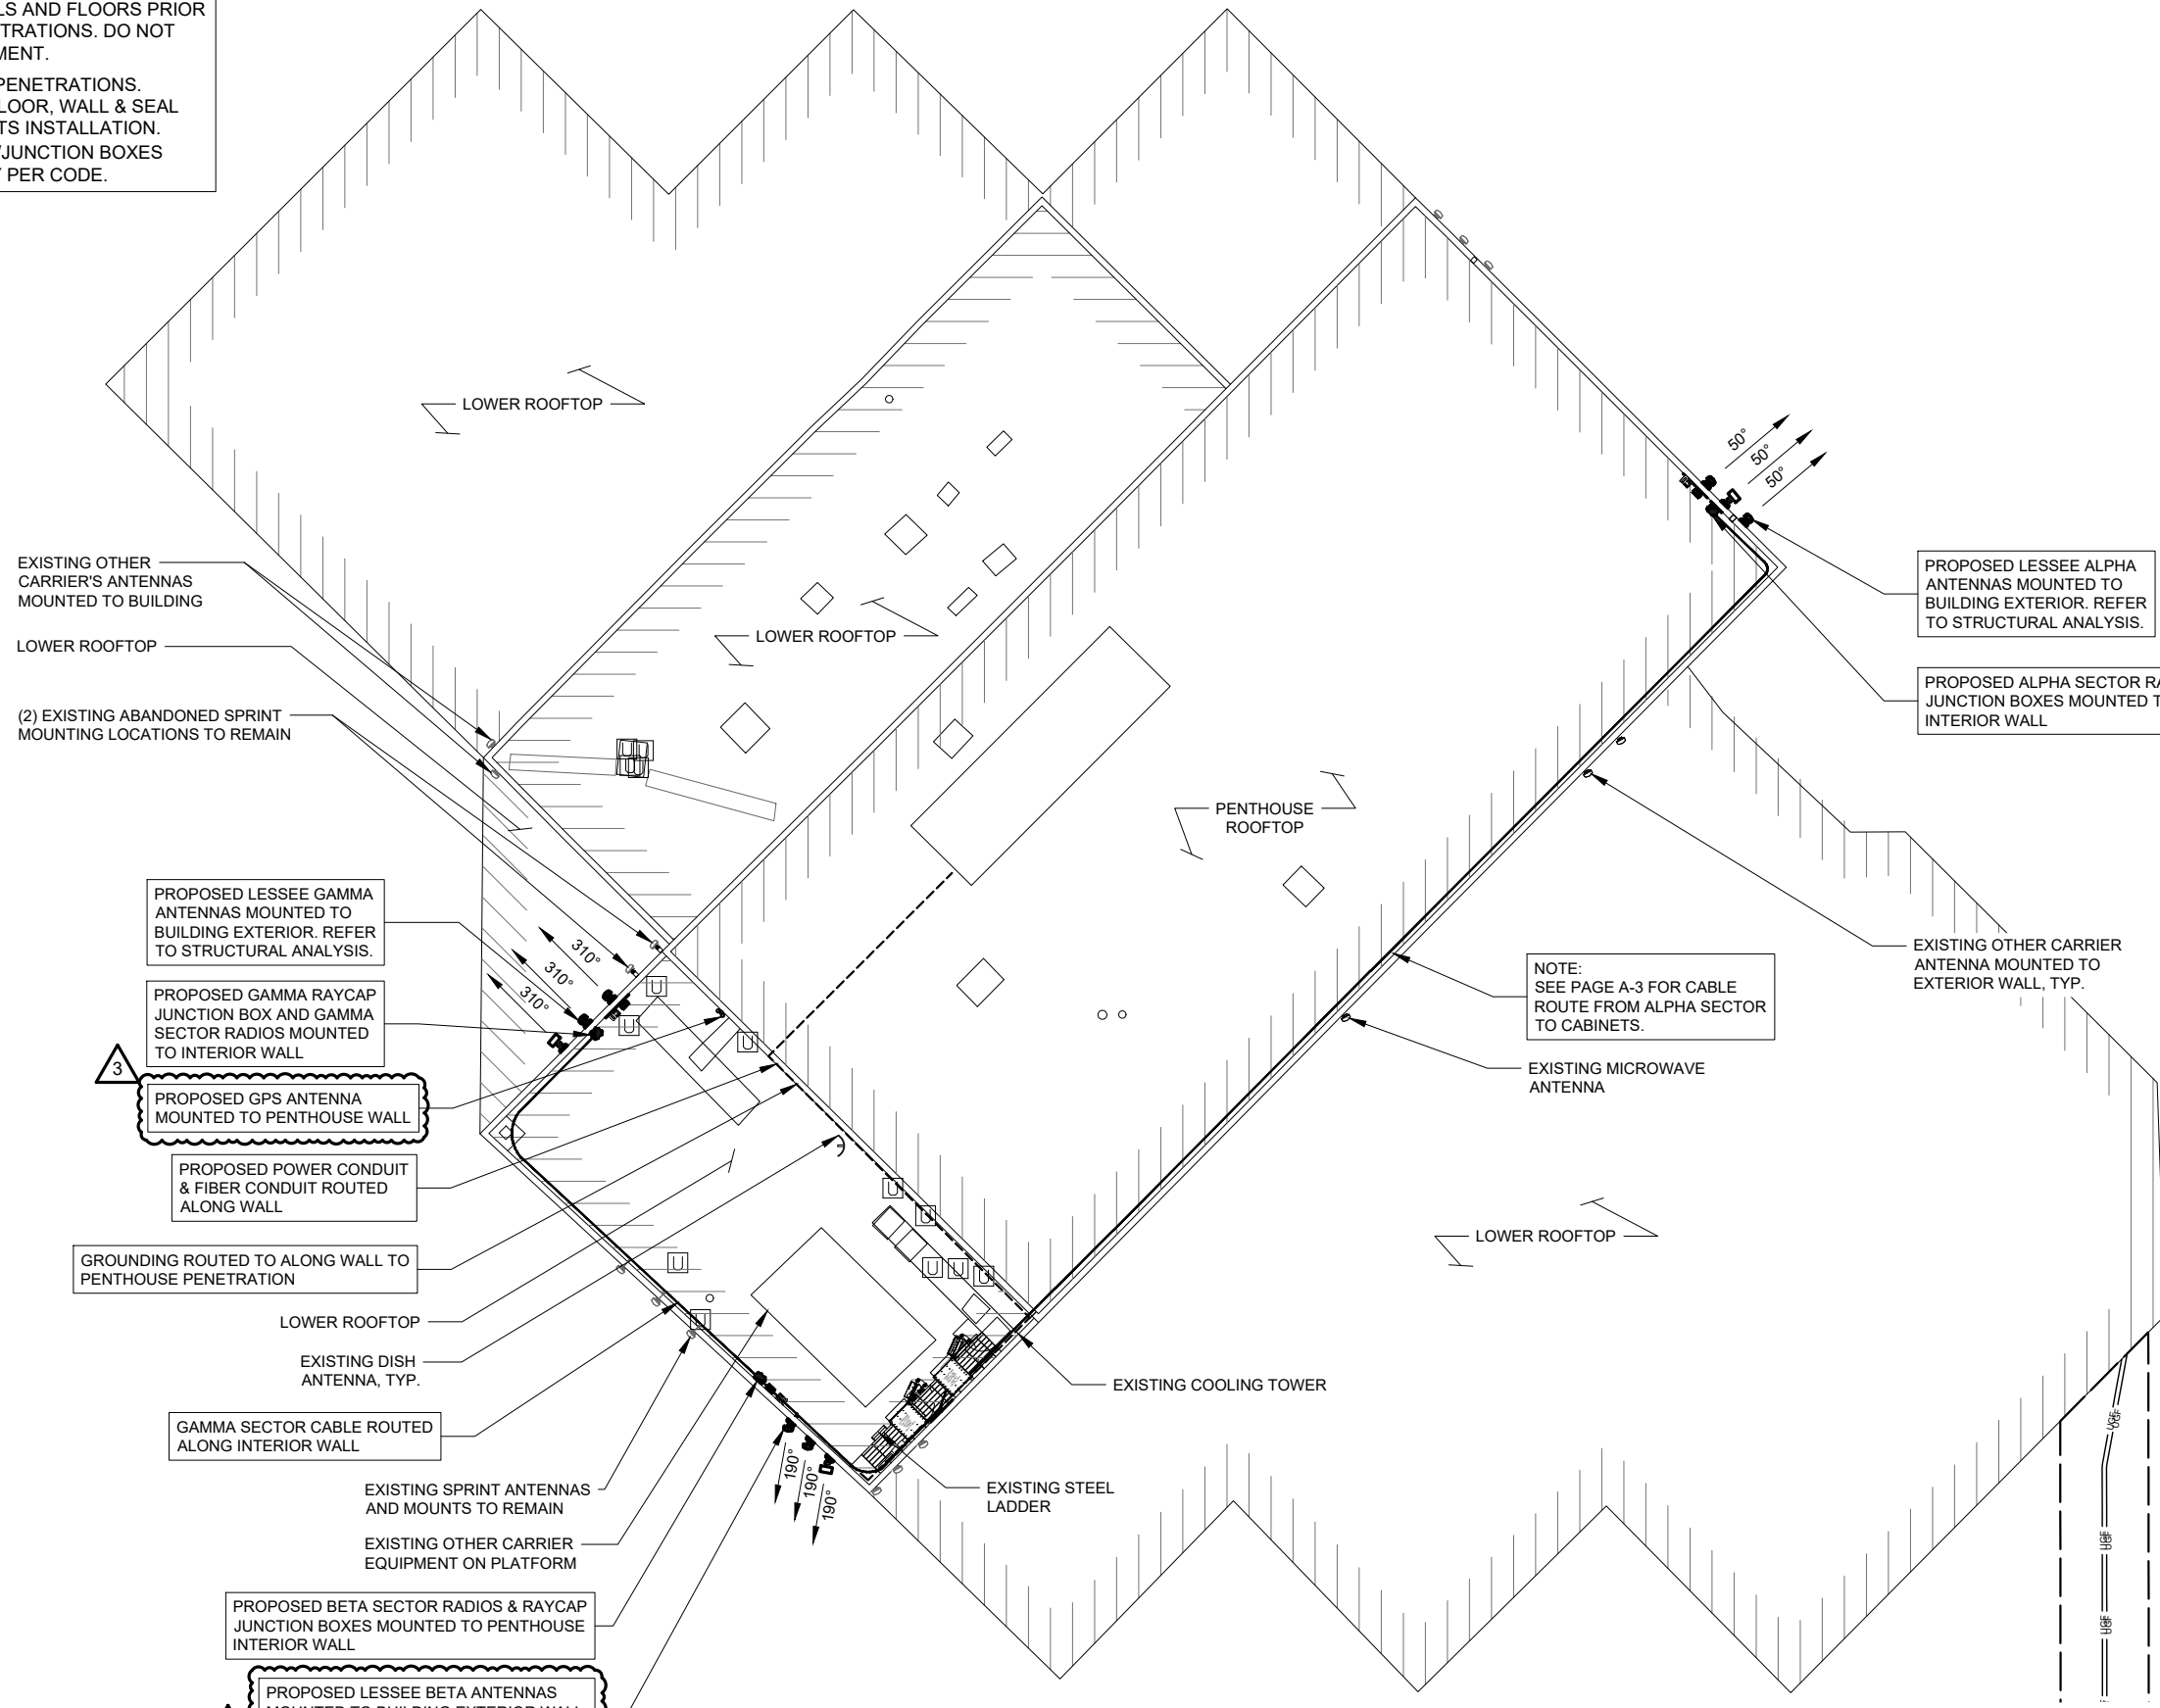 LS AND FLOORS PRIOR
TRATIONS. DO NOT
MENT.
PENETRATIONS.
LOOR, WALL & SEAL
TS INSTALLATION.
/JUNCTION BOXES
PER CODE.
LOWER ROOFTOP
50°
50°
50°
EXISTING OTHER
CARRIER'S ANTENNAS
MOUNTED TO BUILDING
LOWER ROOFTOP
(2) EXISTING ABANDONED SPRINT
MOUNTING LOCATIONS TO REMAIN
LOWER ROOFTOP
U
U
U
U
PROPOSED LESSEE ALPHA
ANTENNAS MOUNTED TO
BUILDING EXTERIOR. REFER
TO STRUCTURAL ANALYSIS.
PROPOSED ALPHA SECTOR RA
JUNCTION BOXES MOUNTED T
INTERIOR WALL
PENTHOUSE
ROOFTOP
PROPOSED LESSEE GAMMA
ANTENNAS MOUNTED TO
BUILDING EXTERIOR. REFER
TO STRUCTURAL ANALYSIS.
310°
310°
310°
PROPOSED GAMMA RAYCAP
JUNCTION BOX AND GAMMA
SECTOR RADIOS MOUNTED
TO INTERIOR WALL
U
U
U
3
PROPOSED GPS ANTENNA
MOUNTED TO PENTHOUSE WALL
NOTE:
SEE PAGE A-3 FOR CABLE
ROUTE FROM ALPHA SECTOR
TO CABINETS.
EXISTING OTHER CARRIER
ANTENNA MOUNTED TO
EXTERIOR WALL, TYP.
EXISTING MICROWAVE
ANTENNA
PROPOSED POWER CONDUIT
& FIBER CONDUIT ROUTED
ALONG WALL
GROUNDING ROUTED TO ALONG WALL TO
PENTHOUSE PENETRATION
U
U
U
U
U
U
U
LOWER ROOFTOP
LOWER ROOFTOP
EXISTING DISH
ANTENNA, TYP.
EXISTING COOLING TOWER
GAMMA SECTOR CABLE ROUTED
ALONG INTERIOR WALL
190°
190°
190°
EXISTING SPRINT ANTENNAS
AND MOUNTS TO REMAIN
EXISTING STEEL
LADDER
EXISTING OTHER CARRIER
EQUIPMENT ON PLATFORM
PROPOSED BETA SECTOR RADIOS & RAYCAP
JUNCTION BOXES MOUNTED TO PENTHOUSE
INTERIOR WALL
PROPOSED LESSEE BETA ANTENNAS
MOUNTED TO BUILDING EXTERIOR WALL